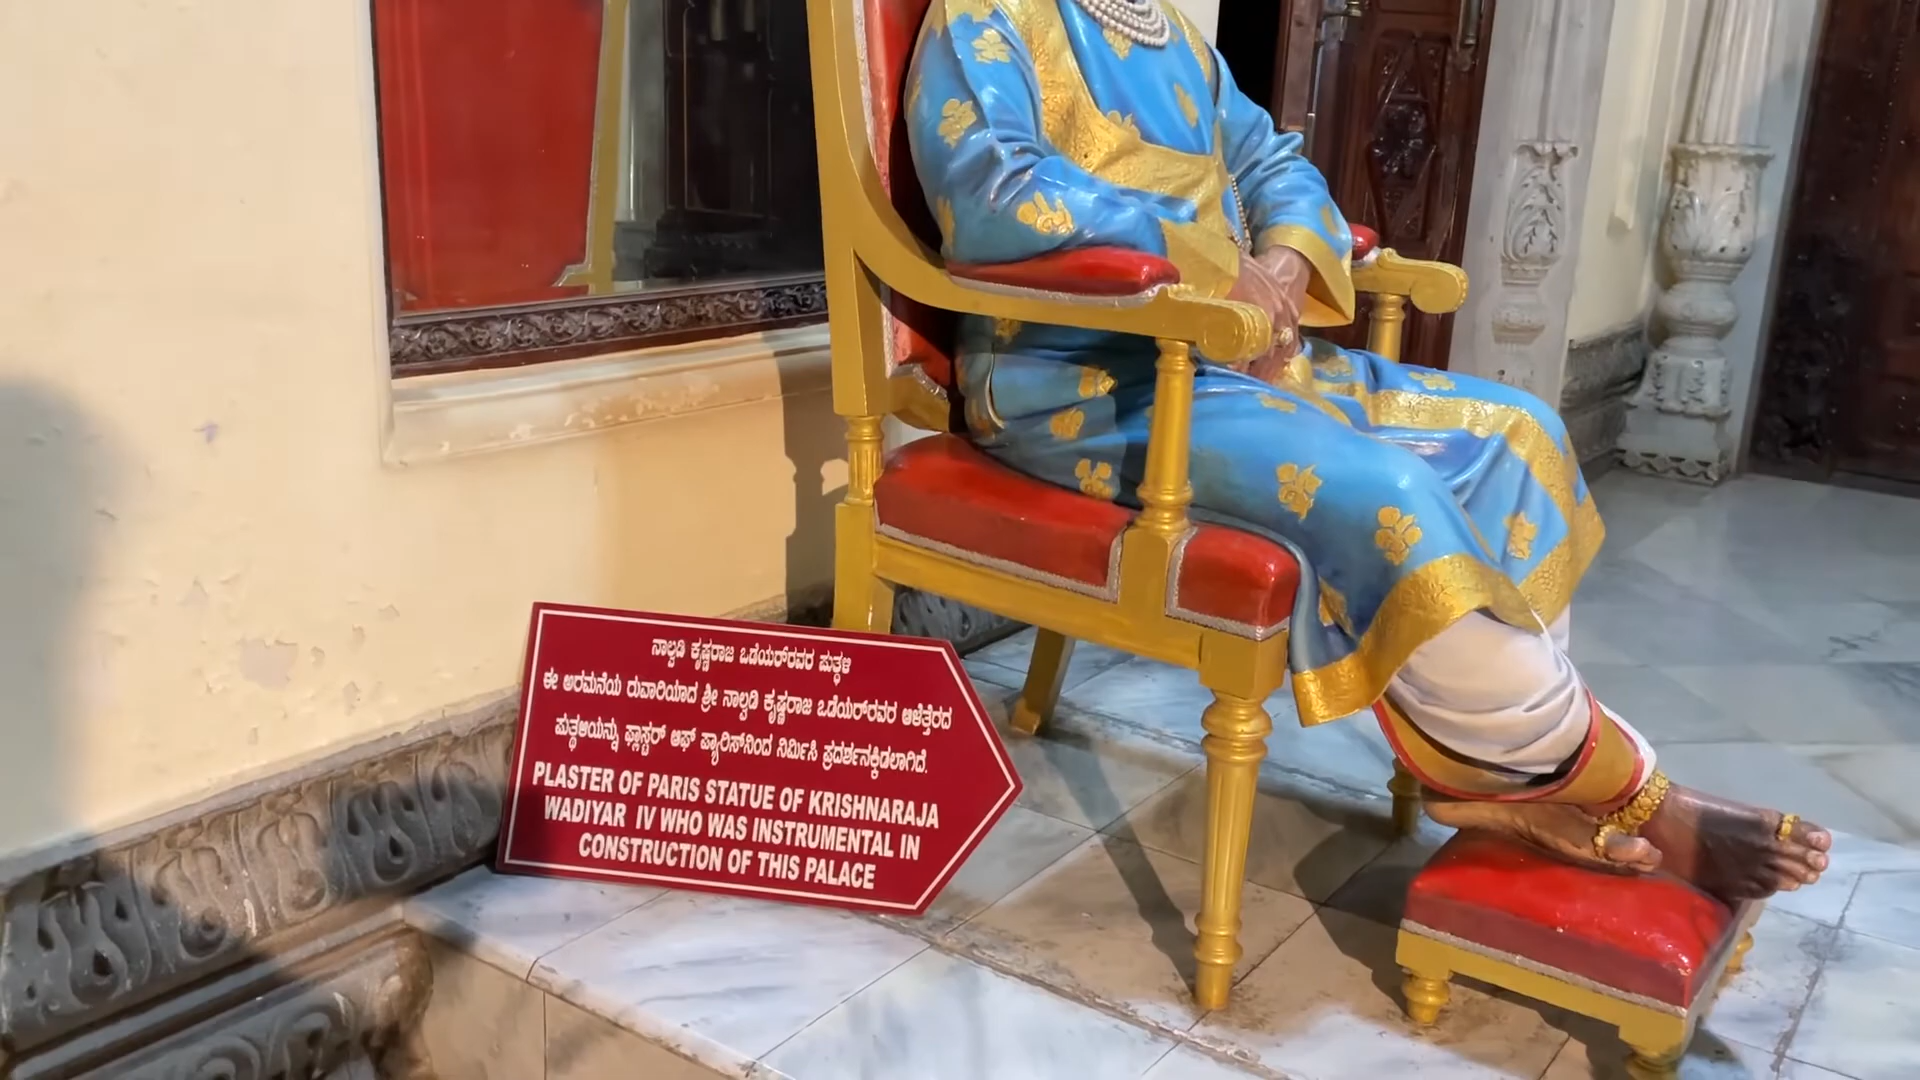 ನಾಲ್ವಡಿ ಕೃಷ್ಣರಾಜ ಒಡೆಯರ್‌ರವರ ಪುತ್ಥಳಿ
ಈ ಅರಮನೆಯ ರುವಾರಿಯಾದ ಶ್ರೀ ನಾಲ್ವಡಿ ಕೃಷ್ಣರಾಜ ಒಡೆಯರ್‌ರವರ ಆಳೆತ್ತರದ
ಪುತ್ಥಳಿಯನ್ನು ಪ್ಲಾಸ್ಟರ್ ಆಫ್ ಪ್ಯಾರಿಸ್‌ನಿಂದ ನಿರ್ಮಿಸಿ ಪ್ರದರ್ಶನಕ್ಕಿಡಲಾಗಿದೆ.
PLASTER OF PARIS STATUE OF KRISHNARAJA
WADIYAR IV WHO WAS INSTRUMENTAL IN
CONSTRUCTION OF THIS PALACE